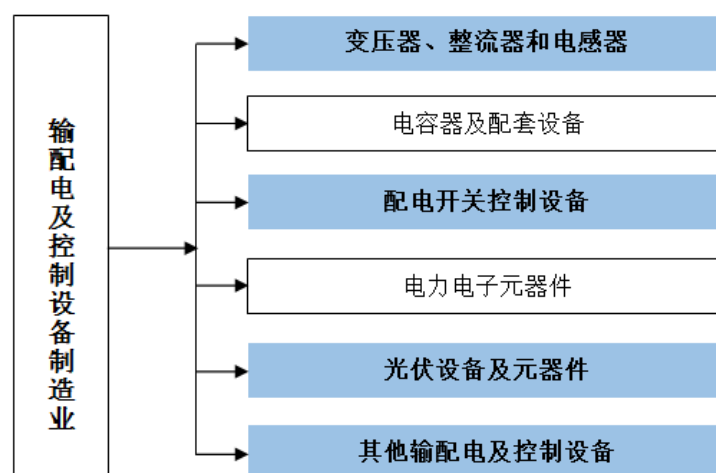 输配电及控制设备制造业
变压器、整流器和电感器
电容器及配套设备
配电开关控制设备
电力电子元器件
光伏设备及元器件
其他输配电及控制设备